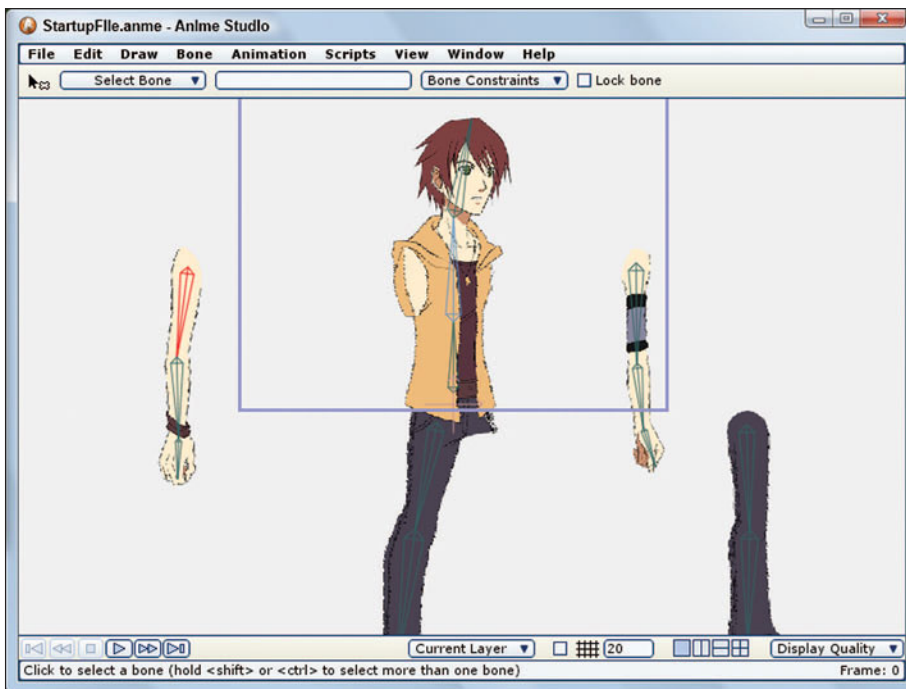 StartupFIle.anme - AnIme StudIo
File Edit Draw Bone Animation Scripts View Window Help
Select Bone Bone Constraints Lock bone
Current Layer 20 Display Quality
Click to select a bone (hold <shift> or <ctrl> to select more than one bone) Frame: 0